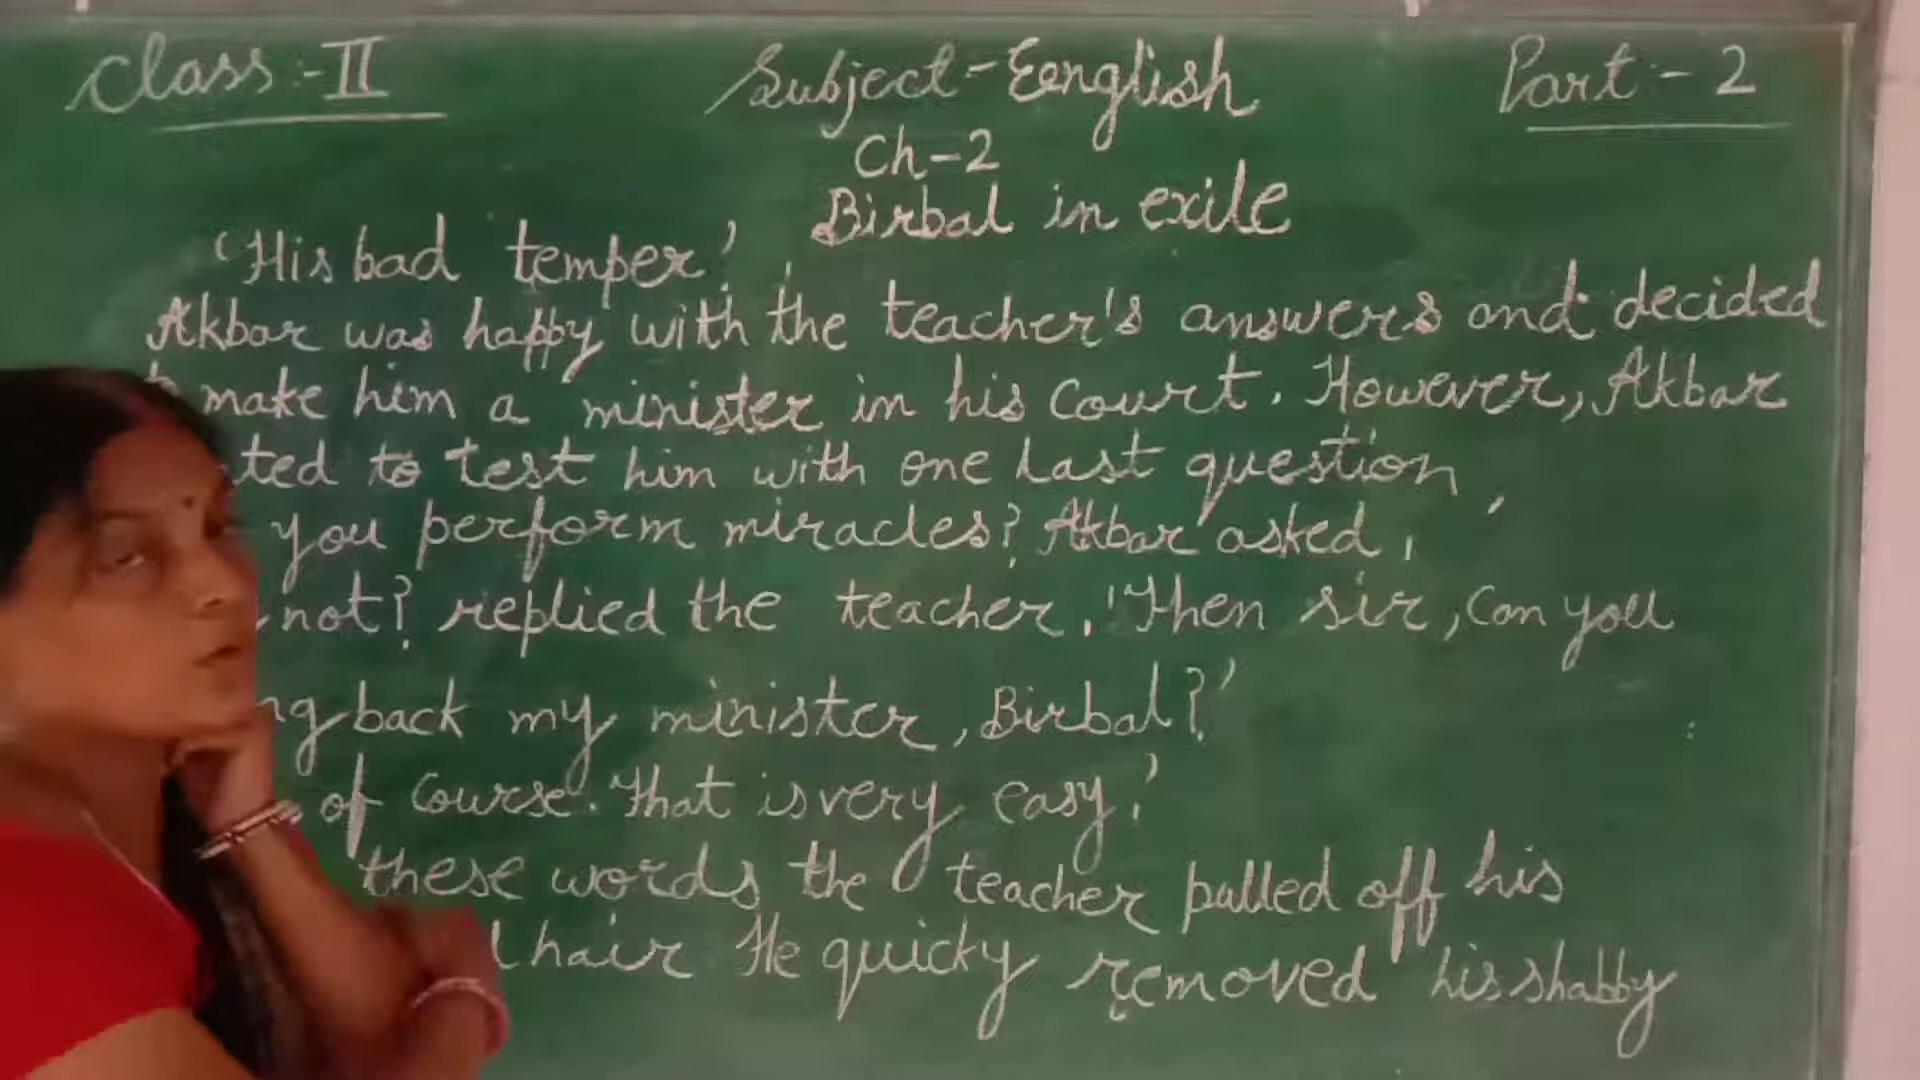 Class :- II
Subject - Eenglish
Part - 2
Ch-2
Birbal in exile
'His bad temper'
Akbar was happy with the teacher's answers and decided
make him a minister in his court. However, Akbar
ted to test him with one last question,
you perform miracles? Akbar asked,
not? replied the teacher. 'Then sir, can you
ng back my minister, Birbal?'
of course. That is very easy.'
these words the teacher pulled off his
hair He quicky removed his shabby